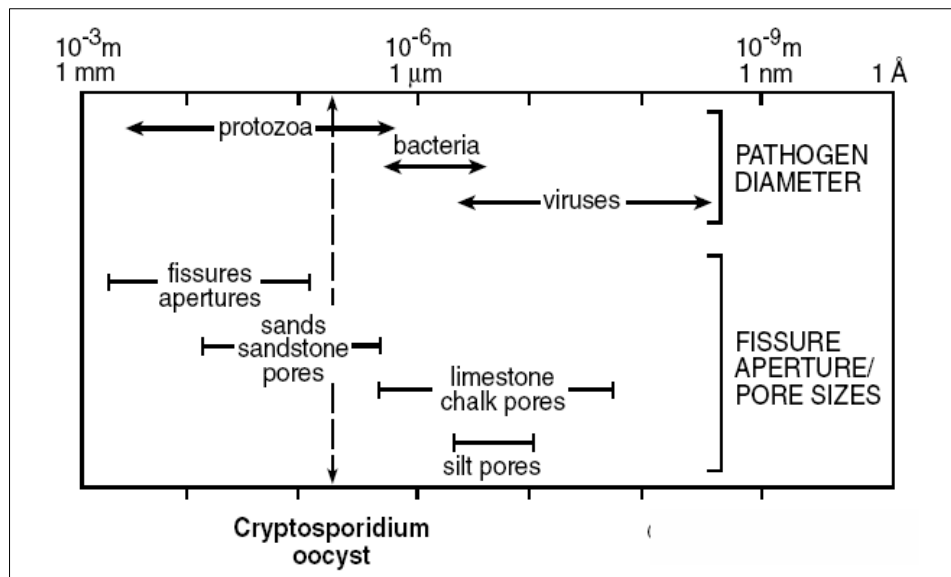 10⁻³m 10⁻⁶m 10⁻⁹m
1 mm 1 μm 1 nm 1 Å
protozoa
bacteria
viruses
PATHOGEN
DIAMETER
fissures
apertures
sands
sandstone
pores
limestone
chalk pores
silt pores
FISSURE
APERTURE/
PORE SIZES
Cryptosporidium
oocyst